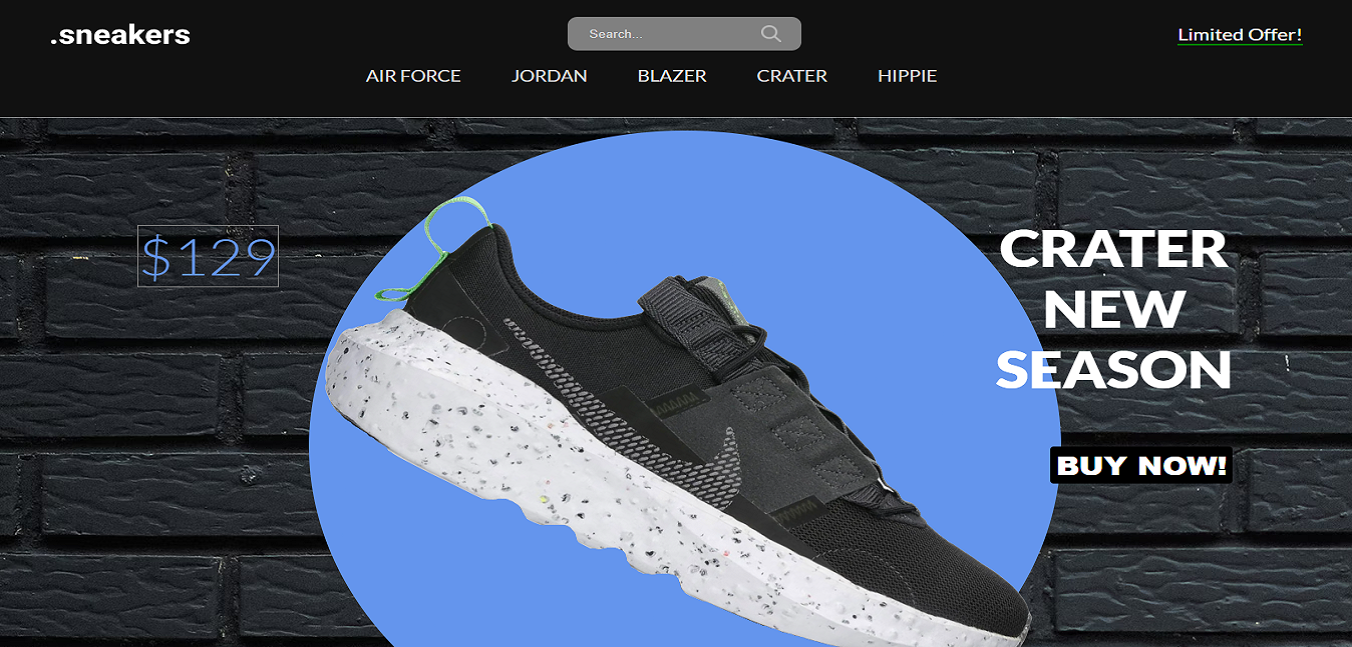 .sneakers
Search...
Limited Offer!
AIR FORCE
JORDAN
BLAZER
CRATER
HIPPIE
$129
CRATER
NEW
SEASON
BUY NOW!